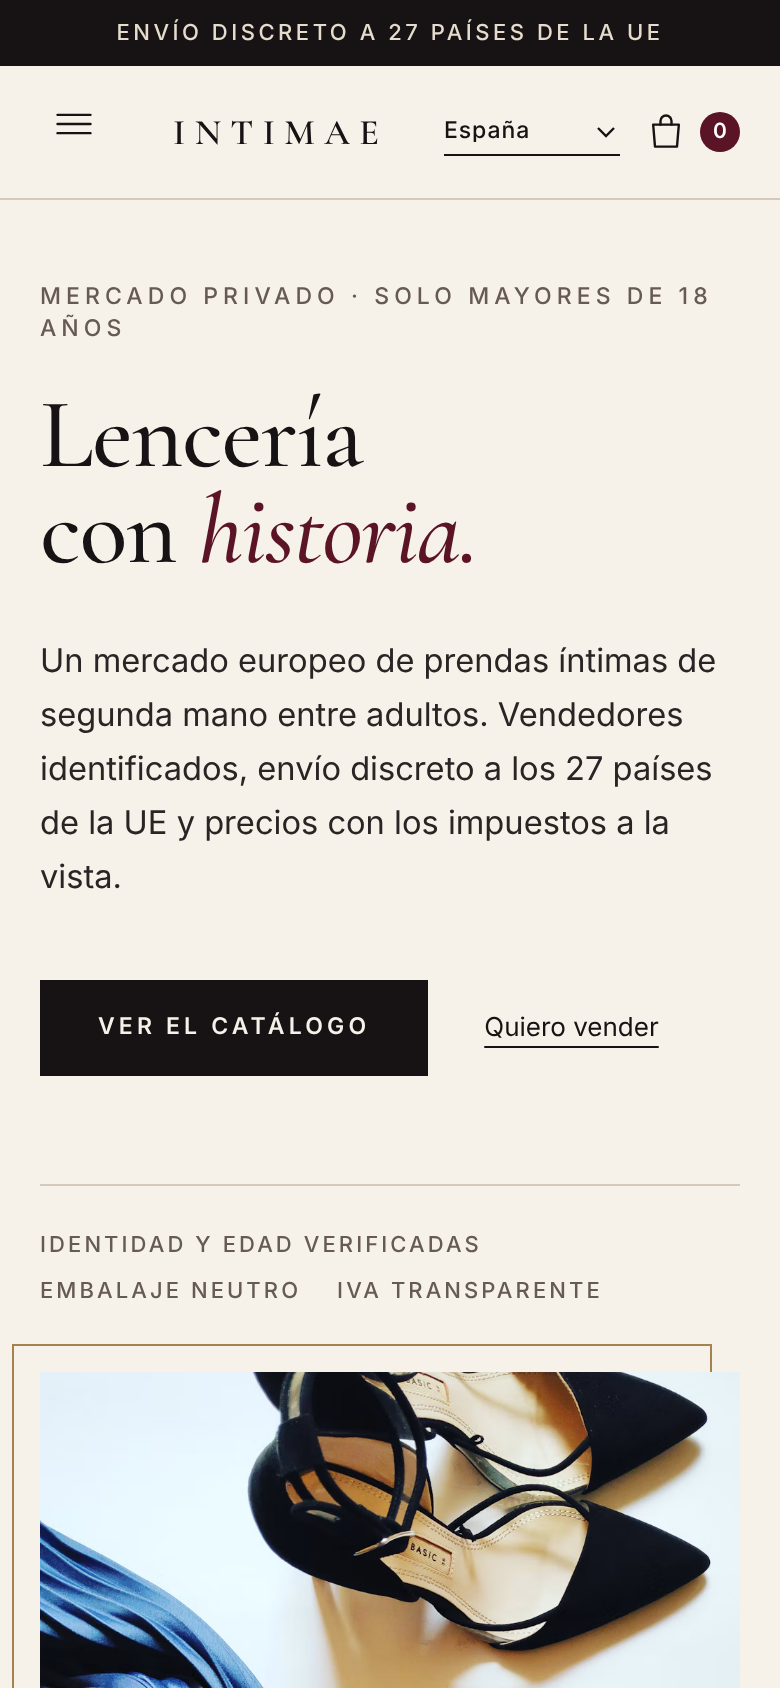 ENVÍO DISCRETO A 27 PAÍSES DE LA UE
INTIMAE
España
0
MERCADO PRIVADO · SOLO MAYORES DE 18
AÑOS
Lencería
con historia.
Un mercado europeo de prendas íntimas de
segunda mano entre adultos. Vendedores
identificados, envío discreto a los 27 países
de la UE y precios con los impuestos a la
vista.
VER EL CATÁLOGO
Quiero vender
IDENTIDAD Y EDAD VERIFICADAS
EMBALAJE NEUTRO IVA TRANSPARENTE
BASIC
BASIC